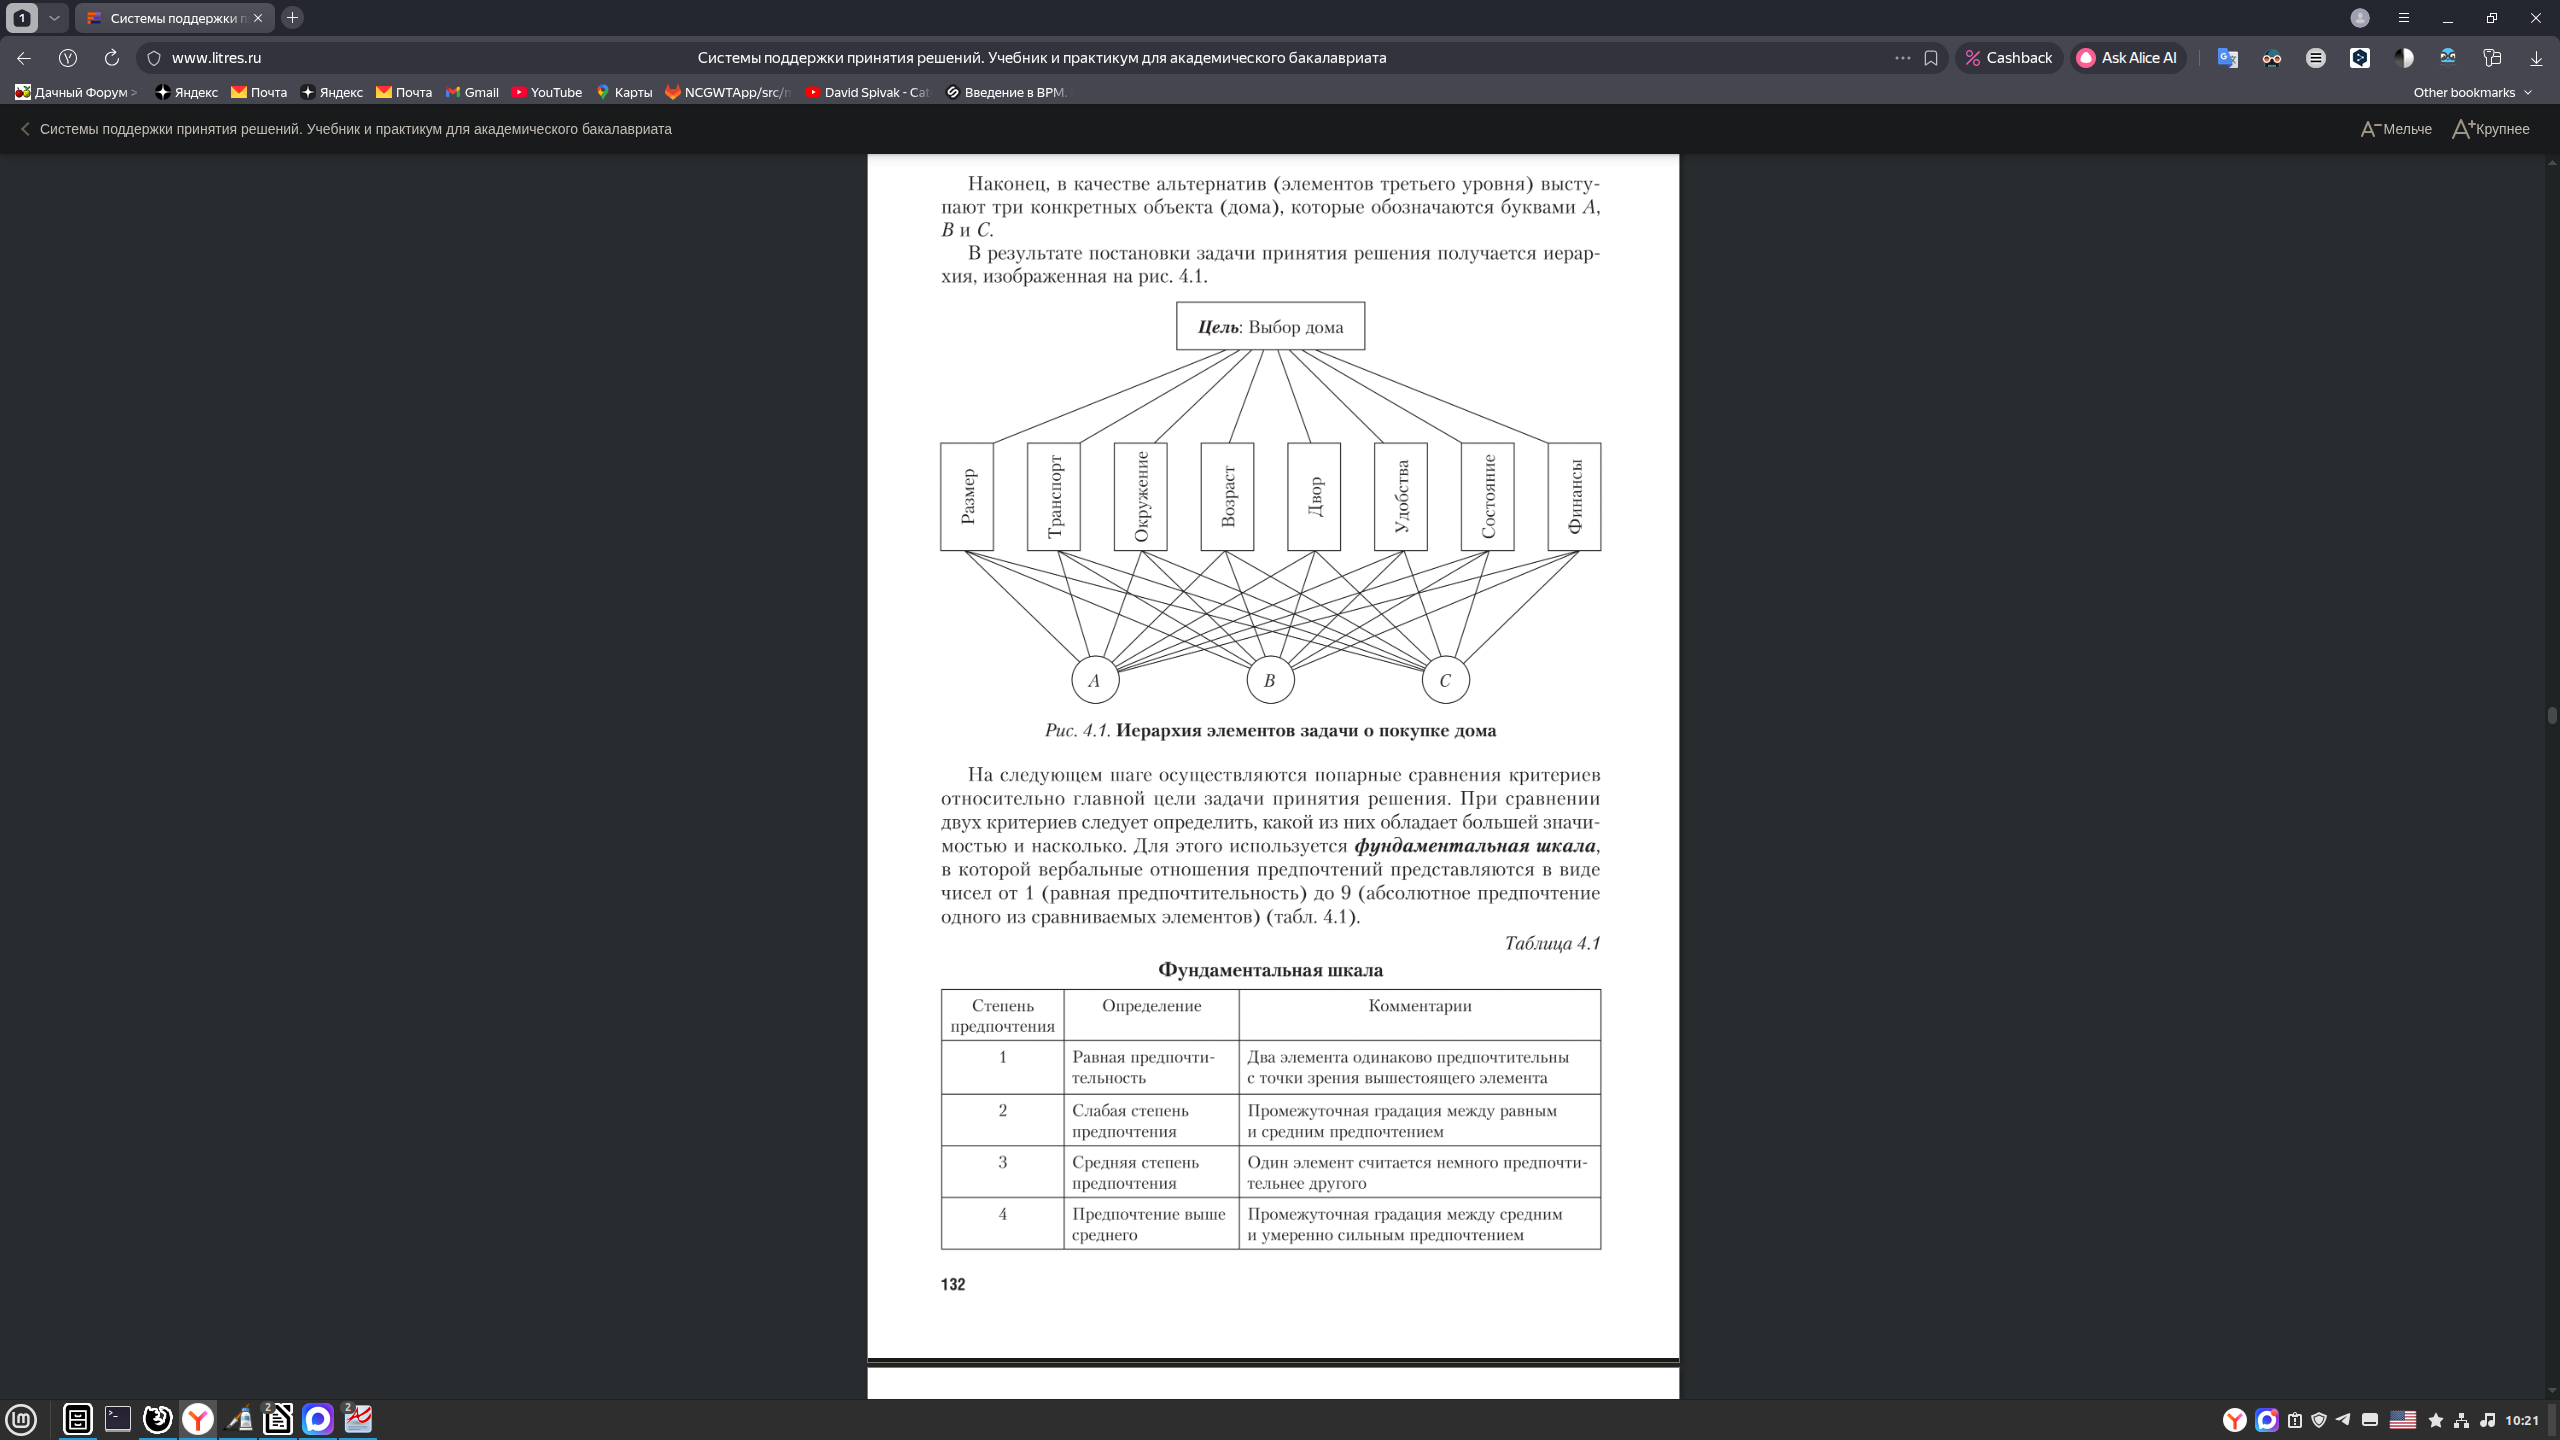 1
Системы поддержки п
www.litres.ru
Системы поддержки принятия решений. Учебник и практикум для академического бакалавриата
Cashback
Ask Alice AI
Дачный Форум >
Яндекс
Почта
Яндекс
Почта
Gmail
YouTube
Карты
NCGWTApp/src/
David Spivak - Cat
Введение в BPM.
Other bookmarks
Системы поддержки принятия решений. Учебник и практикум для академического бакалавриата
A− Мельче
A+ Крупнее
Наконец, в качестве альтернатив (элементов третьего уровня) высту-
пают три конкретных объекта (дома), которые обозначаются буквами A,
B и C.
В результате постановки задачи принятия решения получается иерар-
хия, изображенная на рис. 4.1.
Цель: Выбор дома
Размер
Транспорт
Окружение
Возраст
Двор
Удобства
Состояние
Финансы
A
B
C
Рис. 4.1. Иерархия элементов задачи о покупке дома
На следующем шаге осуществляются попарные сравнения критериев
относительно главной цели задачи принятия решения. При сравнении
двух критериев следует определить, какой из них обладает большей значи-
мостью и насколько. Для этого используется фундаментальная шкала,
в которой вербальные отношения предпочтений представляются в виде
чисел от 1 (равная предпочтительность) до 9 (абсолютное предпочтение
одного из сравниваемых элементов) (табл. 4.1).
Таблица 4.1
Фундаментальная шкала
Степень
предпочтения
Определение
Комментарии
1
Равная предпочти-
тельность
Два элемента одинаково предпочтительны
с точки зрения вышестоящего элемента
2
Слабая степень
предпочтения
Промежуточная градация между равным
и средним предпочтением
3
Средняя степень
предпочтения
Один элемент считается немного предпочти-
тельнее другого
4
Предпочтение выше
среднего
Промежуточная градация между средним
и умеренно сильным предпочтением
132
2
2
10:21